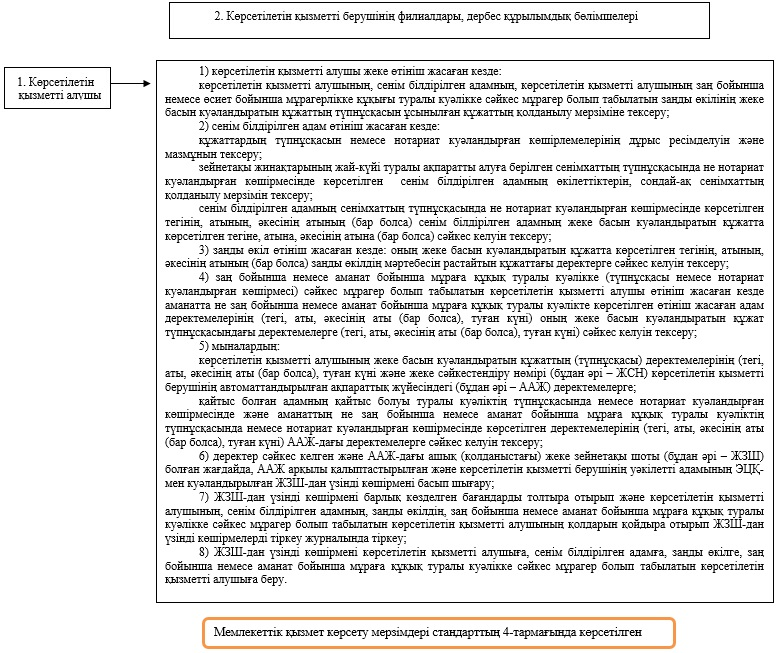 2. Көрсетілетін қызметті берушінің филиалдары, дербес құрылымдық бөлімшелері
1. Көрсетілетін
қызметті алушы
1) көрсетілетін қызметті алушы жеке өтініш жасаған кезде:
көрсетілетін қызметті алушының, сенім білдірілген адамның, көрсетілетін қызметті алушының заң бойынша
немесе өсиет бойынша мұрагерлікке құқығы туралы куәлікке сәйкес мұрагер болып табылатын заңды өкілінің жеке
басын куәландыратын құжаттың түпнұсқасын ұсынылған құжаттың қолданылу мерзіміне тексеру;
2) сенім білдірілген адам өтініш жасаған кезде:
құжаттардың түпнұсқасын немесе нотариат куәландырған көшірлемелерінің дұрыс ресімделуін және
мазмұнын тексеру;
зейнетақы жинақтарының жай-күйі туралы ақпаратты алуға берілген сенімхаттың түпнұсқасында не нотариат
куәландырған көшірмесінде көрсетілген сенім білдірілген адамның өкілеттіктерін, сондай-ақ сенімхаттың
қолданылу мерзімін тексеру;
сенім білдірілген адамның сенімхаттың түпнұсқасында не нотариат куәландырған көшірмесінде көрсетілген
тегінің, атының, әкесінің атының (бар болса) сенім білдірілген адамның жеке басын куәландыратын құжатта
көрсетілген тегіне, атына, әкесінің атына (бар болса) сәйкес келуін тексеру;
3) заңды өкіл өтініш жасаған кезде: оның жеке басын куәландыратын құжатта көрсетілген тегінің, атының,
әкесінің атының (бар болса) заңды өкілдің мәртебесін растайтын құжаттағы деректерге сәйкес келуін тексеру;
4) заң бойынша немесе аманат бойынша мұраға құқық туралы куәлікке (түпнұсқасы немесе нотариат
куәландырған көшірмесі) сәйкес мұрагер болып табылатын көрсетілетін қызметті алушы өтініш жасаған кезде
аманатта не заң бойынша немесе аманат бойынша мұраға құқық туралы куәлікте көрсетілген өтініш жасаған адам
деректемелерінің (тегі, аты, әкесінің аты (бар болса), туған күні) оның жеке басын куәландыратын құжат
түпнұсқасындағы деректемелерге (тегі, аты, әкесінің аты (бар болса), туған күні) сәйкес келуін тексеру;
5) мыналардың:
көрсетілетін қызметті алушының жеке басын куәландыратын құжаттың (түпнұсқасы) деректемелерінің (тегі,
аты, әкесінің аты (бар болса), туған күні және жеке сәйкестендіру нөмірі (бұдан әрі – ЖСН) көрсетілетін қызметті
берушінің автоматтандырылған ақпараттық жүйесіндегі (бұдан әрі – ААЖ) деректемелерге;
қайтыс болған адамның қайтыс болуы туралы куәліктің түпнұсқасында немесе нотариат куәландырған
көшірмесінде және аманаттың не заң бойынша немесе аманат бойынша мұраға құқық туралы куәліктің
түпнұсқасында немесе нотариат куәландырған көшірмесінде көрсетілген деректемелерінің (тегі, аты, әкесінің аты
(бар болса), туған күні) ААЖ-дағы деректемелерге сәйкес келуін тексеру;
6) деректер сәйкес келген және ААЖ-дағы ашық (қолданыстағы) жеке зейнетақы шоты (бұдан әрі – ЖЗШ)
болған жағдайда, ААЖ арқылы қалыптастырылған және көрсетілетін қызметті берушінің уәкілетті адамының ЭЦҚ-
мен куәландырылған ЖЗШ-дан үзінді көшірмені басып шығару;
7) ЖЗШ-дан үзінді көшірмені барлық көзделген бағандарды толтыра отырып және көрсетілетін қызметті
алушының, сенім білдірілген адамның, заңды өкілдің, заң бойынша немесе аманат бойынша мұраға құқық туралы
куәлікке сәйкес мұрагер болып табылатын көрсетілетін қызметті алушының қолдарын қойдыра отырып ЖЗШ-дан
үзінді көшірмелерді тіркеу журналында тіркеу;
8) ЖЗШ-дан үзінді көшірмені көрсетілетін қызметті алушыға, сенім білдірілген адамға, заңды өкілге, заң
бойынша немесе аманат бойынша мұраға құқық туралы куәлікке сәйкес мұрагер болып табылатын көрсетілетін
қызметті алушыға беру.
Мемлекеттік қызмет көрсету мерзімдері стандарттың 4-тармағында көрсетілген